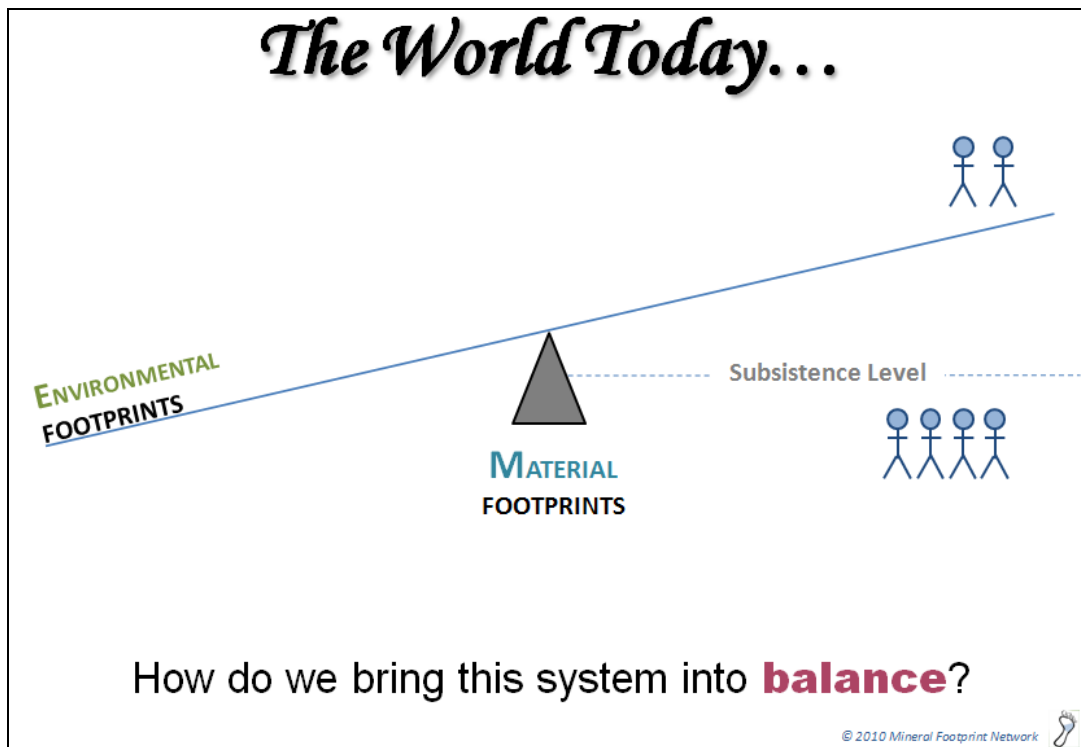 The World Today...
ENVIRONMENTAL
FOOTPRINTS
Subsistence Level
MATERIAL
FOOTPRINTS
How do we bring this system into balance?
© 2010 Mineral Footprint Network